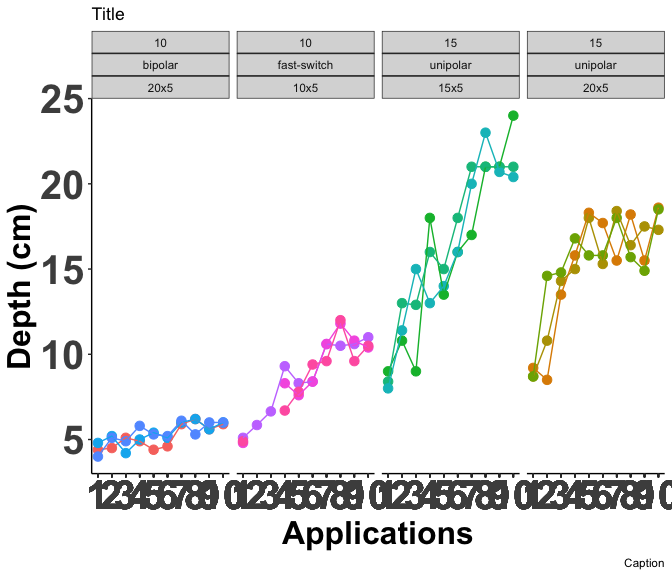 Title
10 10 15 15
bipolar fast-switch unipolar unipolar
20x5 10x5 15x5 20x5
25
20
15
10
5
Depth (cm)
Applications
Caption